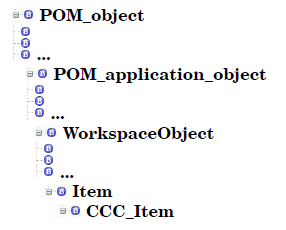 POM_object
...
POM_application_object
...
WorkspaceObject
...
Item
CCC_Item